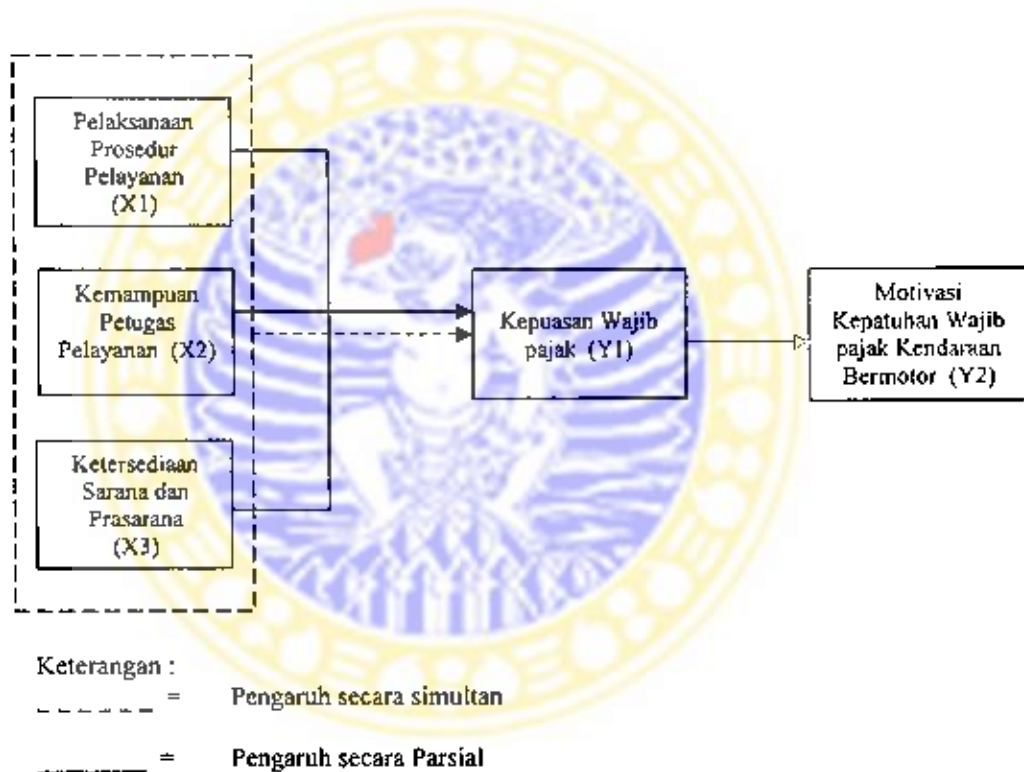 Pelaksanaan
Prosedur
Pelayanan
(X1)
Kemampuan
Petugas
Pelayanan (X2)
Ketersediaan
Sarana dan
Prasarana
(X3)
Kepuasan Wajib
pajak (Y1)
Motivasi
Kepatuhan Wajib
pajak Kendaraan
Bermotor (Y2)
Keterangan :
= Pengaruh secara simultan
= Pengaruh secara Parsial